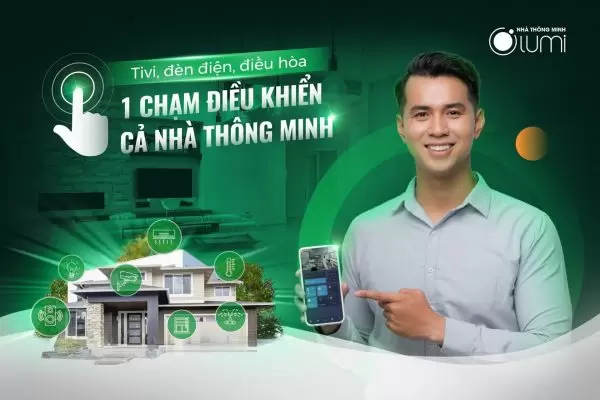 NHÀ THÔNG MINH
lumi
Tivi, đèn điện, điều hòa
1 CHẠM ĐIỀU KHIỂN
CẢ NHÀ THÔNG MINH